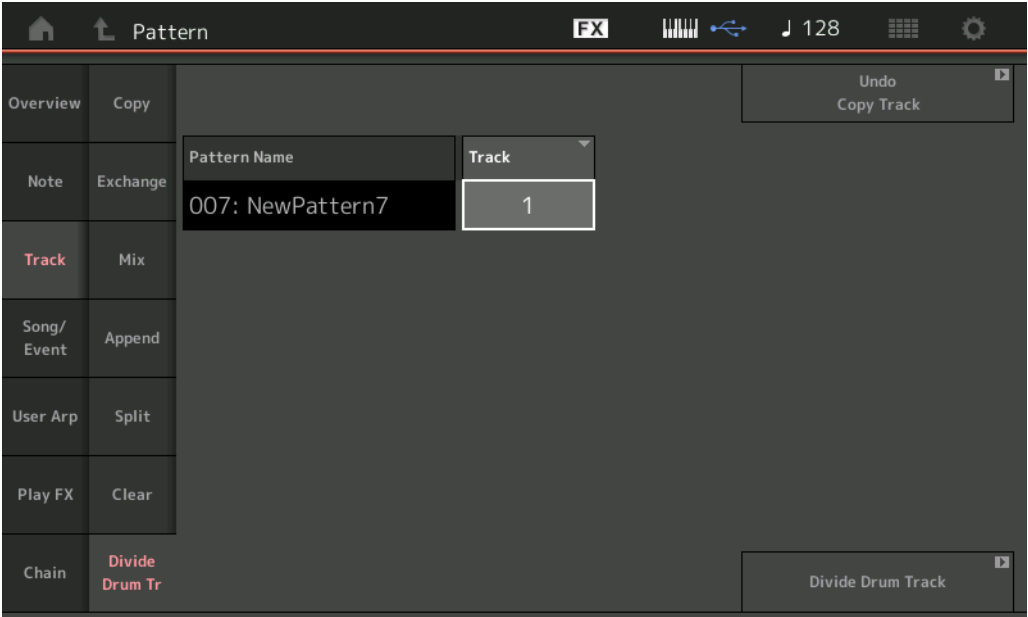 Pattern
FX
128
Overview
Copy
Undo
Copy Track
Pattern Name
Track
Note
Exchange
007: NewPattern7
1
Track
Mix
Song/
Event
Append
User Arp
Split
Play FX
Clear
Chain
Divide
Drum Tr
Divide Drum Track